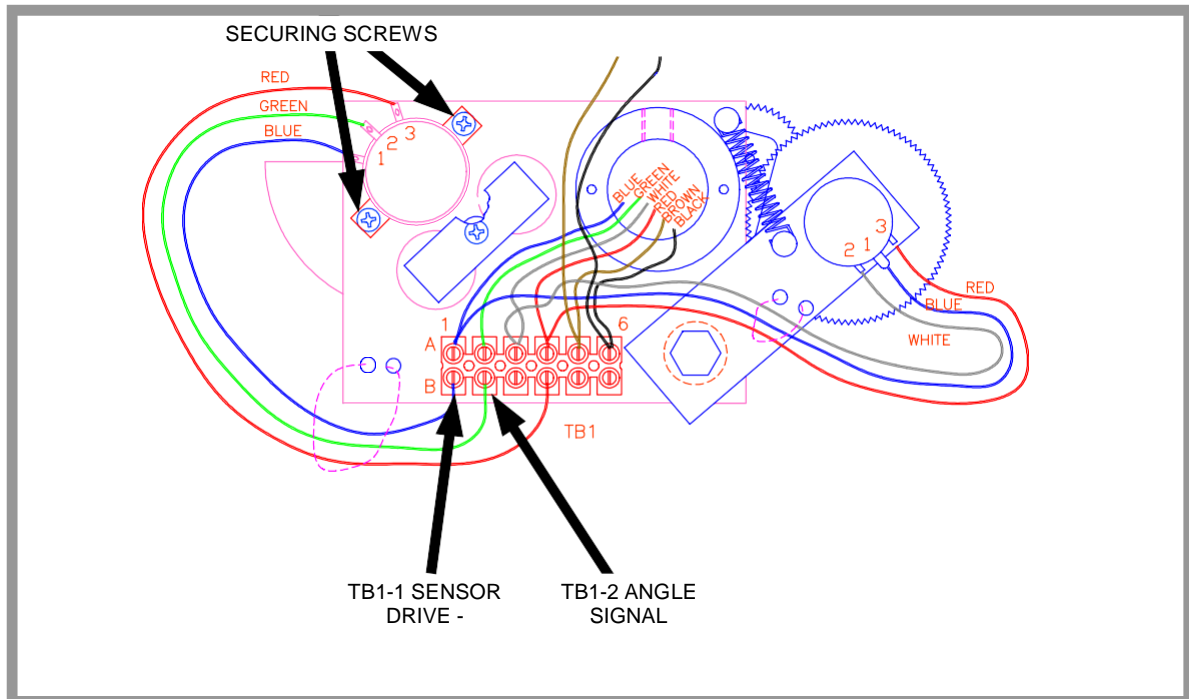 SECURING SCREWS
RED
GREEN
BLUE
3
2
1
BLUE
GREEN
WHITE
RED
BROWN
BLACK
3
1
2
RED
BLUE
WHITE
1
6
A
B
TB1
TB1-1 SENSOR
DRIVE -
TB1-2 ANGLE
SIGNAL